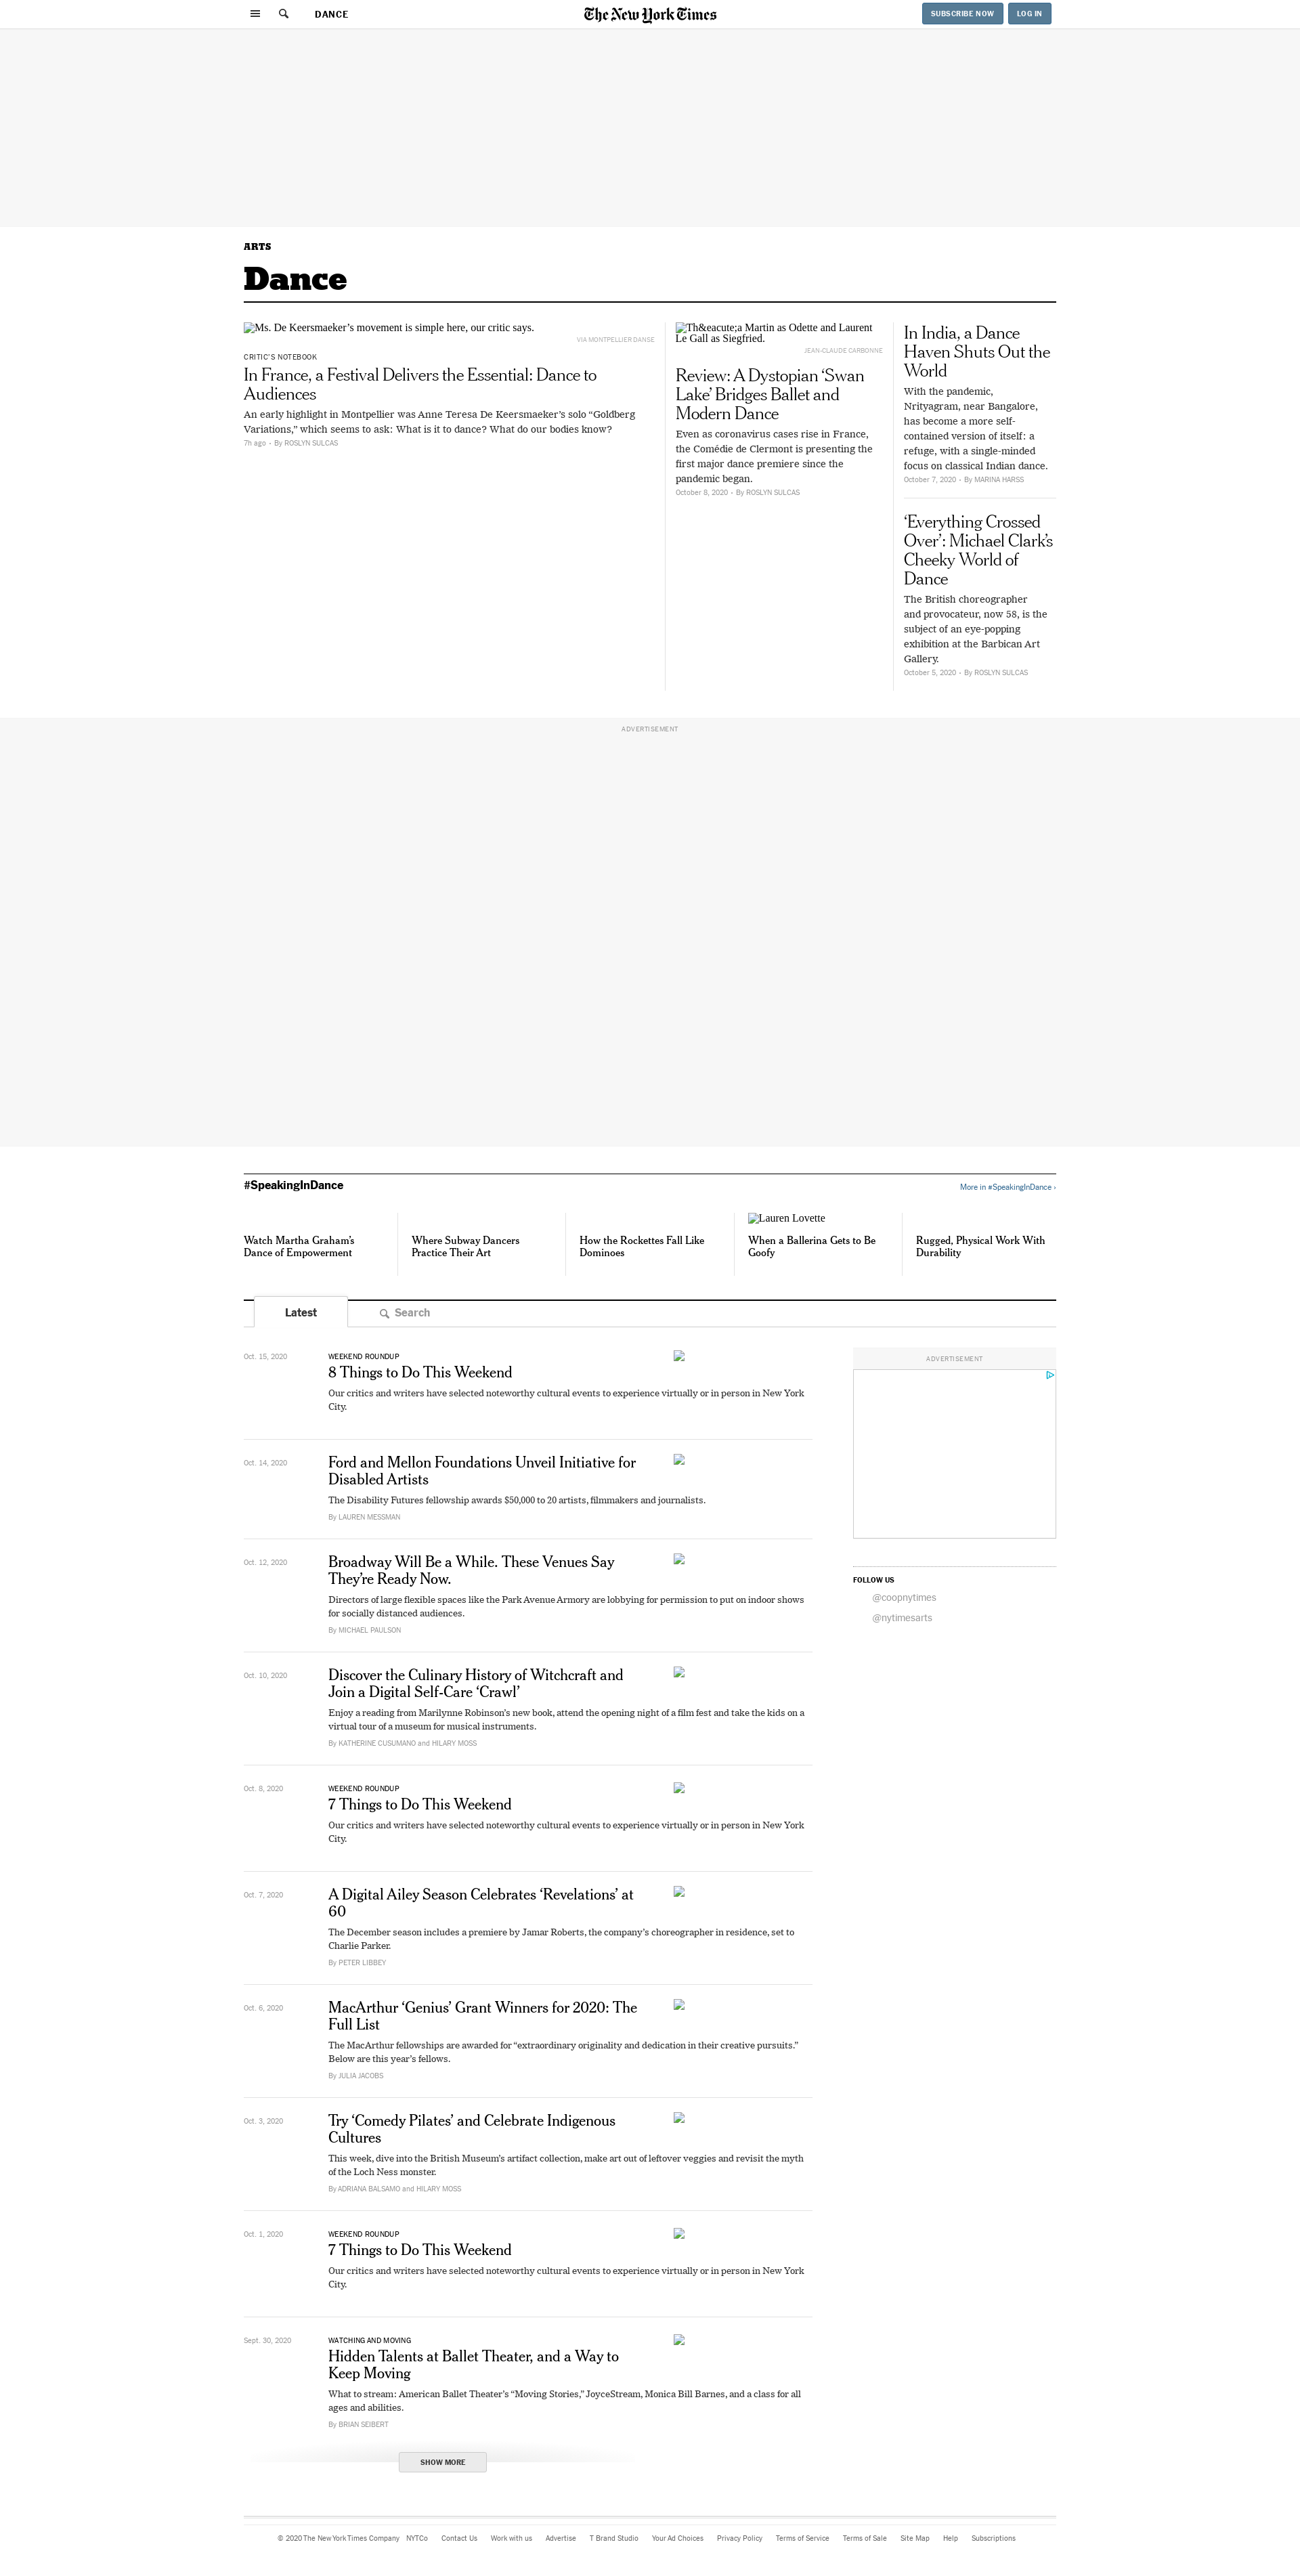 DANCE
The New York Times
SUBSCRIBE NOW
LOG IN
ARTS
Dance
Ms. De Keersmaeker’s movement is simple here, our critic says.
VIA MONTPELLIER DANSE
CRITIC’S NOTEBOOK
In France, a Festival Delivers the Essential: Dance to
Audiences
An early highlight in Montpellier was Anne Teresa De Keersmaeker’s solo “Goldberg
Variations,” which seems to ask: What is it to dance? What do our bodies know?
7h ago • By ROSLYN SULCAS
Th&eacute;a Martin as Odette and Laurent
Le Gall as Siegfried.
JEAN-CLAUDE CARBONNE
Review: A Dystopian ‘Swan
Lake’ Bridges Ballet and
Modern Dance
Even as coronavirus cases rise in France,
the Comédie de Clermont is presenting the
first major dance premiere since the
pandemic began.
October 8, 2020 • By ROSLYN SULCAS
In India, a Dance
Haven Shuts Out the
World
With the pandemic,
Nrityagram, near Bangalore,
has become a more self-
contained version of itself: a
refuge, with a single-minded
focus on classical Indian dance.
October 7, 2020 • By MARINA HARSS
‘Everything Crossed
Over’: Michael Clark’s
Cheeky World of
Dance
The British choreographer
and provocateur, now 58, is the
subject of an eye-popping
exhibition at the Barbican Art
Gallery.
October 5, 2020 • By ROSLYN SULCAS
ADVERTISEMENT
#SpeakingInDance
More in #SpeakingInDance ›
Watch Martha Graham’s
Dance of Empowerment
Where Subway Dancers
Practice Their Art
How the Rockettes Fall Like
Dominoes
Lauren Lovette
When a Ballerina Gets to Be
Goofy
Rugged, Physical Work With
Durability
Latest
Search
Oct. 15, 2020
WEEKEND ROUNDUP
8 Things to Do This Weekend
Our critics and writers have selected noteworthy cultural events to experience virtually or in person in New York
City.
Oct. 14, 2020
Ford and Mellon Foundations Unveil Initiative for
Disabled Artists
The Disability Futures fellowship awards $50,000 to 20 artists, filmmakers and journalists.
By LAUREN MESSMAN
Oct. 12, 2020
Broadway Will Be a While. These Venues Say
They’re Ready Now.
Directors of large flexible spaces like the Park Avenue Armory are lobbying for permission to put on indoor shows
for socially distanced audiences.
By MICHAEL PAULSON
Oct. 10, 2020
Discover the Culinary History of Witchcraft and
Join a Digital Self-Care ‘Crawl’
Enjoy a reading from Marilynne Robinson’s new book, attend the opening night of a film fest and take the kids on a
virtual tour of a museum for musical instruments.
By KATHERINE CUSUMANO and HILARY MOSS
Oct. 8, 2020
WEEKEND ROUNDUP
7 Things to Do This Weekend
Our critics and writers have selected noteworthy cultural events to experience virtually or in person in New York
City.
Oct. 7, 2020
A Digital Ailey Season Celebrates ‘Revelations’ at
60
The December season includes a premiere by Jamar Roberts, the company’s choreographer in residence, set to
Charlie Parker.
By PETER LIBBEY
Oct. 6, 2020
MacArthur ‘Genius’ Grant Winners for 2020: The
Full List
The MacArthur fellowships are awarded for “extraordinary originality and dedication in their creative pursuits.”
Below are this year’s fellows.
By JULIA JACOBS
Oct. 3, 2020
Try ‘Comedy Pilates’ and Celebrate Indigenous
Cultures
This week, dive into the British Museum’s artifact collection, make art out of leftover veggies and revisit the myth
of the Loch Ness monster.
By ADRIANA BALSAMO and HILARY MOSS
Oct. 1, 2020
WEEKEND ROUNDUP
7 Things to Do This Weekend
Our critics and writers have selected noteworthy cultural events to experience virtually or in person in New York
City.
Sept. 30, 2020
WATCHING AND MOVING
Hidden Talents at Ballet Theater, and a Way to
Keep Moving
What to stream: American Ballet Theater’s “Moving Stories,” JoyceStream, Monica Bill Barnes, and a class for all
ages and abilities.
By BRIAN SEIBERT
SHOW MORE
ADVERTISEMENT
FOLLOW US
@coopnytimes
@nytimesarts
© 2020 The New York Times Company NYTCo Contact Us Work with us Advertise T Brand Studio Your Ad Choices Privacy Policy Terms of Service Terms of Sale Site Map Help Subscriptions